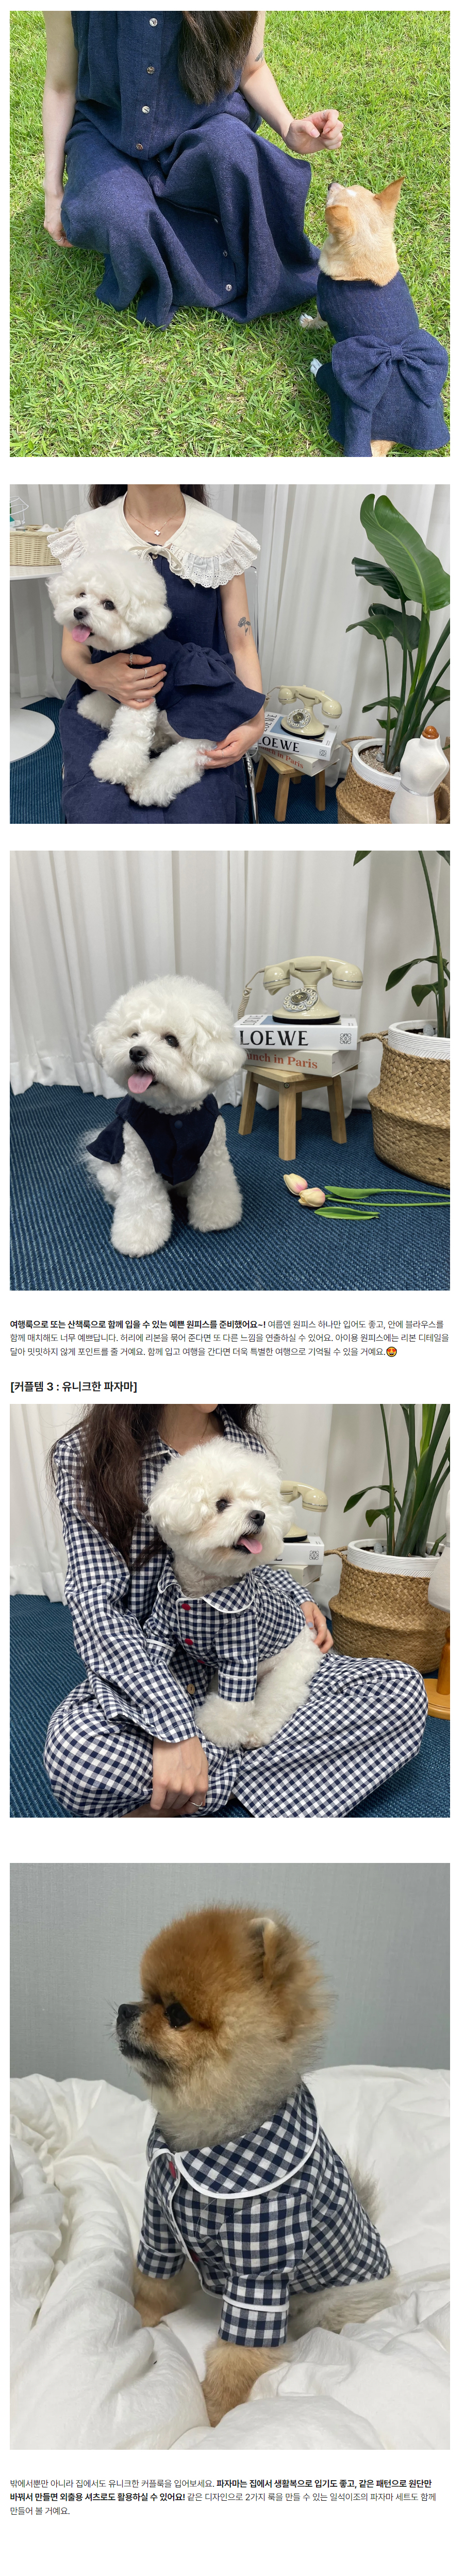 LOEWE
Lunch in Paris
LOEWE
Lunch in Paris
여행룩으로 또는 산책룩으로 함께 입을 수 있는 예쁜 원피스를 준비했어요~! 여름엔 원피스 하나만 입어도 좋고, 안에 블라우스를
함께 매치해도 너무 예쁘답니다. 허리에 리본을 묶어 준다면 또 다른 느낌을 연출하실 수 있어요. 아이용 원피스에는 리본 디테일을
달아 밋밋하지 않게 포인트를 줄 거예요. 함께 입고 여행을 간다면 더욱 특별한 여행으로 기억될 수 있을 거예요.😍
[커플템 3 : 유니크한 파자마]
밖에서뿐만 아니라 집에서도 유니크한 커플룩을 입어보세요. 파자마는 집에서 생활복으로 입기도 좋고, 같은 패턴으로 원단만
바꿔서 만들면 외출용 셔츠로도 활용하실 수 있어요! 같은 디자인으로 2가지 룩을 만들 수 있는 일석이조의 파자마 세트도 함께
만들어 볼 거예요.